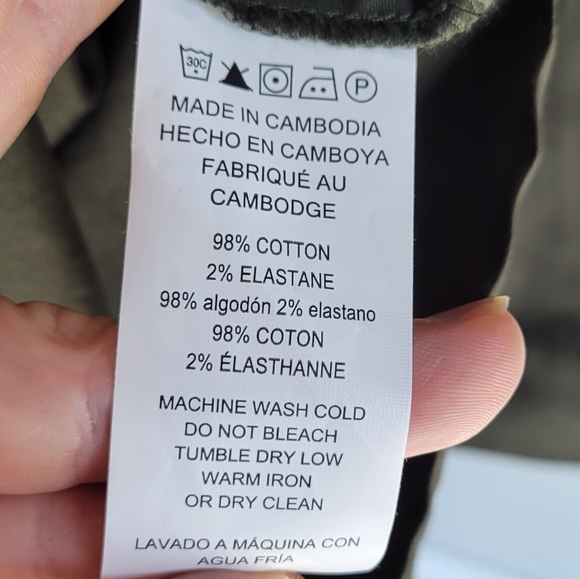 30C P
MADE IN CAMBODIA
HECHO EN CAMBOYA
FABRIQUÉ AU
CAMBODGE
98% COTTON
2% ELASTANE
98% algodón 2% elastano
98% COTON
2% ÉLASTHANNE
MACHINE WASH COLD
DO NOT BLEACH
TUMBLE DRY LOW
WARM IRON
OR DRY CLEAN
LAVADO A MÁQUINA CON
AGUA FRÍA